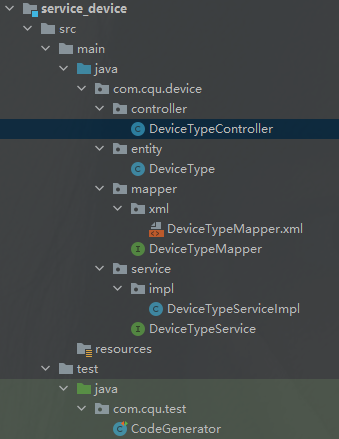 service_device
src
main
java
com.cqu.device
controller
DeviceTypeController
entity
DeviceType
mapper
xml
DeviceTypeMapper.xml
DeviceTypeMapper
service
impl
DeviceTypeServiceImpl
DeviceTypeService
resources
test
java
com.cqu.test
CodeGenerator